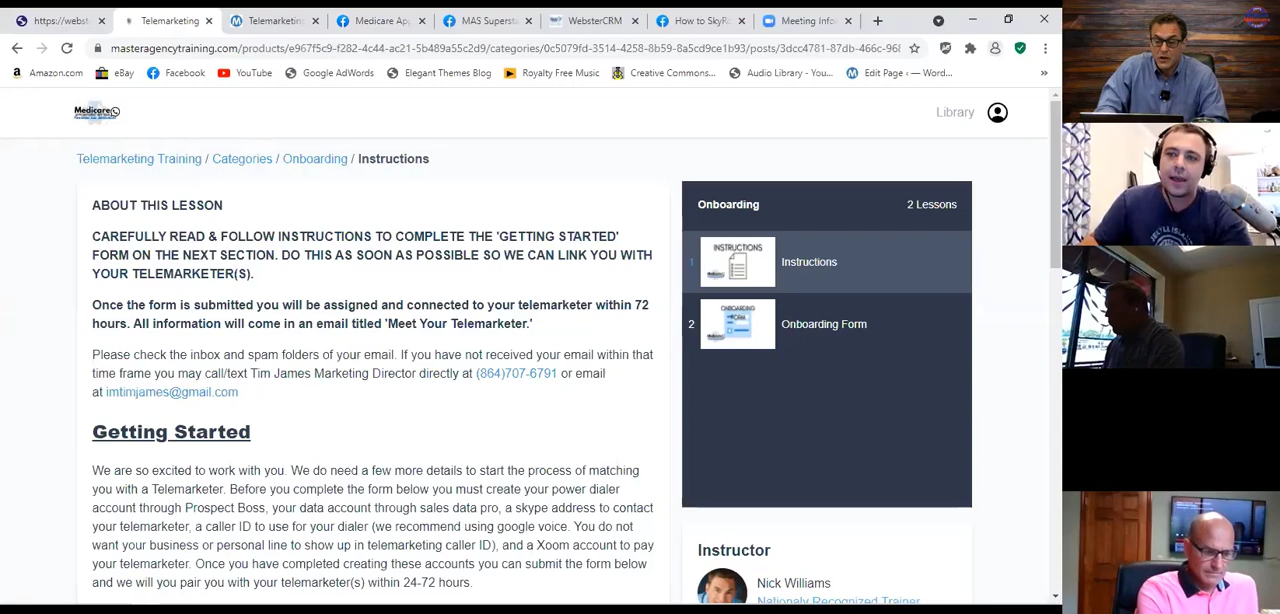 https://webst
Telemarketing
Telemarketin
Medicare App
MAS Supersta
WebsterCRM
How to SkyRo
Meeting Info
masteragencytraining.com/products/e967f5c9-f282-4c44-ac21-5b489a55c2d9/categories/0c5079fd-3514-4258-8b59-8a5cd9ce1b93/posts/3dcc4781-87db-466c-968
Amazon.com
eBay
Facebook
YouTube
Google AdWords
Elegant Themes Blog
Royalty Free Music
Creative Commons...
Audio Library - You...
Edit Page ‹ — Word...
Medicare
Library
Telemarketing Training / Categories / Onboarding / Instructions
ABOUT THIS LESSON
CAREFULLY READ & FOLLOW INSTRUCTIONS TO COMPLETE THE 'GETTING STARTED'
FORM ON THE NEXT SECTION. DO THIS AS SOON AS POSSIBLE SO WE CAN LINK YOU WITH
YOUR TELEMARKETER(S).
Once the form is submitted you will be assigned and connected to your telemarketer within 72
hours. All information will come in an email titled 'Meet Your Telemarketer.'
Please check the inbox and spam folders of your email. If you have not received your email within that
time frame you may call/text Tim James Marketing Director directly at (864)707-6791 or email
at imtimjames@gmail.com
Getting Started
We are so excited to work with you. We do need a few more details to start the process of matching
you with a Telemarketer. Before you complete the form below you must create your power dialer
account through Prospect Boss, your data account through sales data pro, a skype address to contact
your telemarketer, a caller ID to use for your dialer (we recommend using google voice. You do not
want your business or personal line to show up in telemarketing caller ID), and a Xoom account to pay
your telemarketer. Once you have completed creating these accounts you can submit the form below
and we will you pair you with your telemarketer(s) within 24-72 hours.
Onboarding
2 Lessons
1
INSTRUCTIONS
Instructions
2
ONBOARDING
FORM
Onboarding Form
Instructor
Nick Williams
Nationaly Recognized Trainer
JEKYLL ISLAND